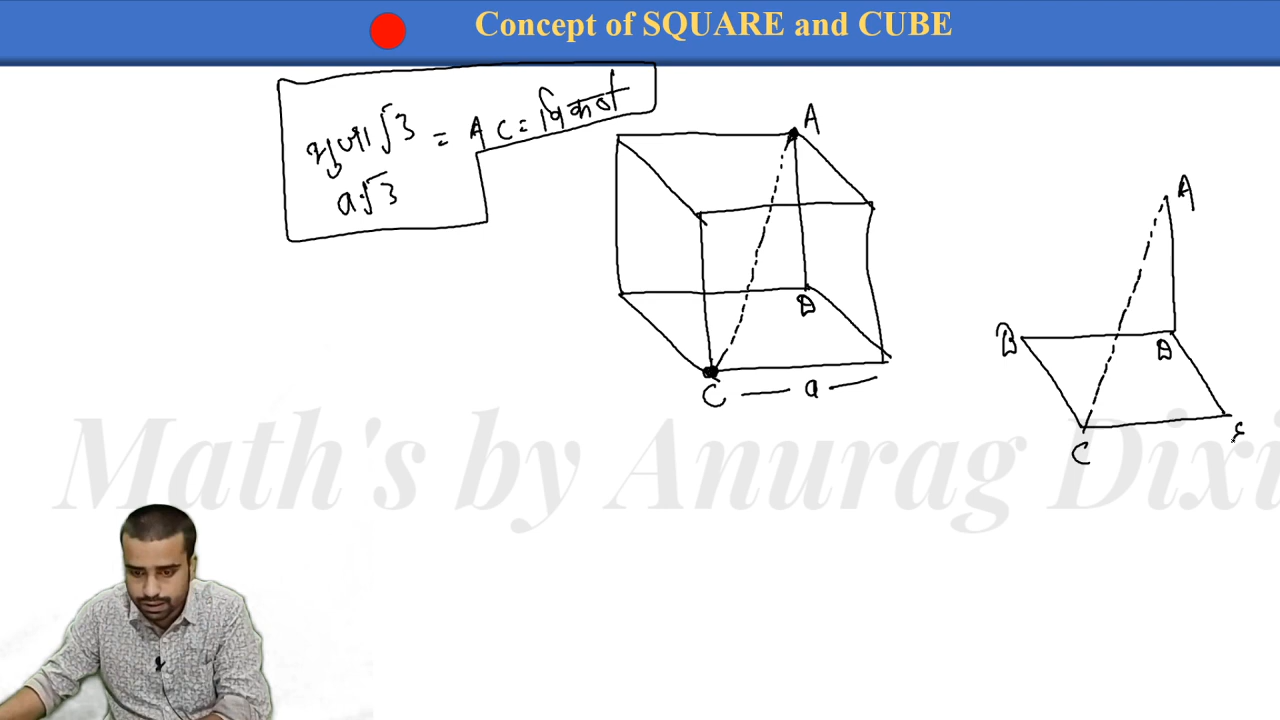 Concept of SQUARE and CUBE
भुजा√3 = AC = विकर्ण
a√3
A
D
C — a —
A
B
D
C
E
Math's by Anurag Dixi